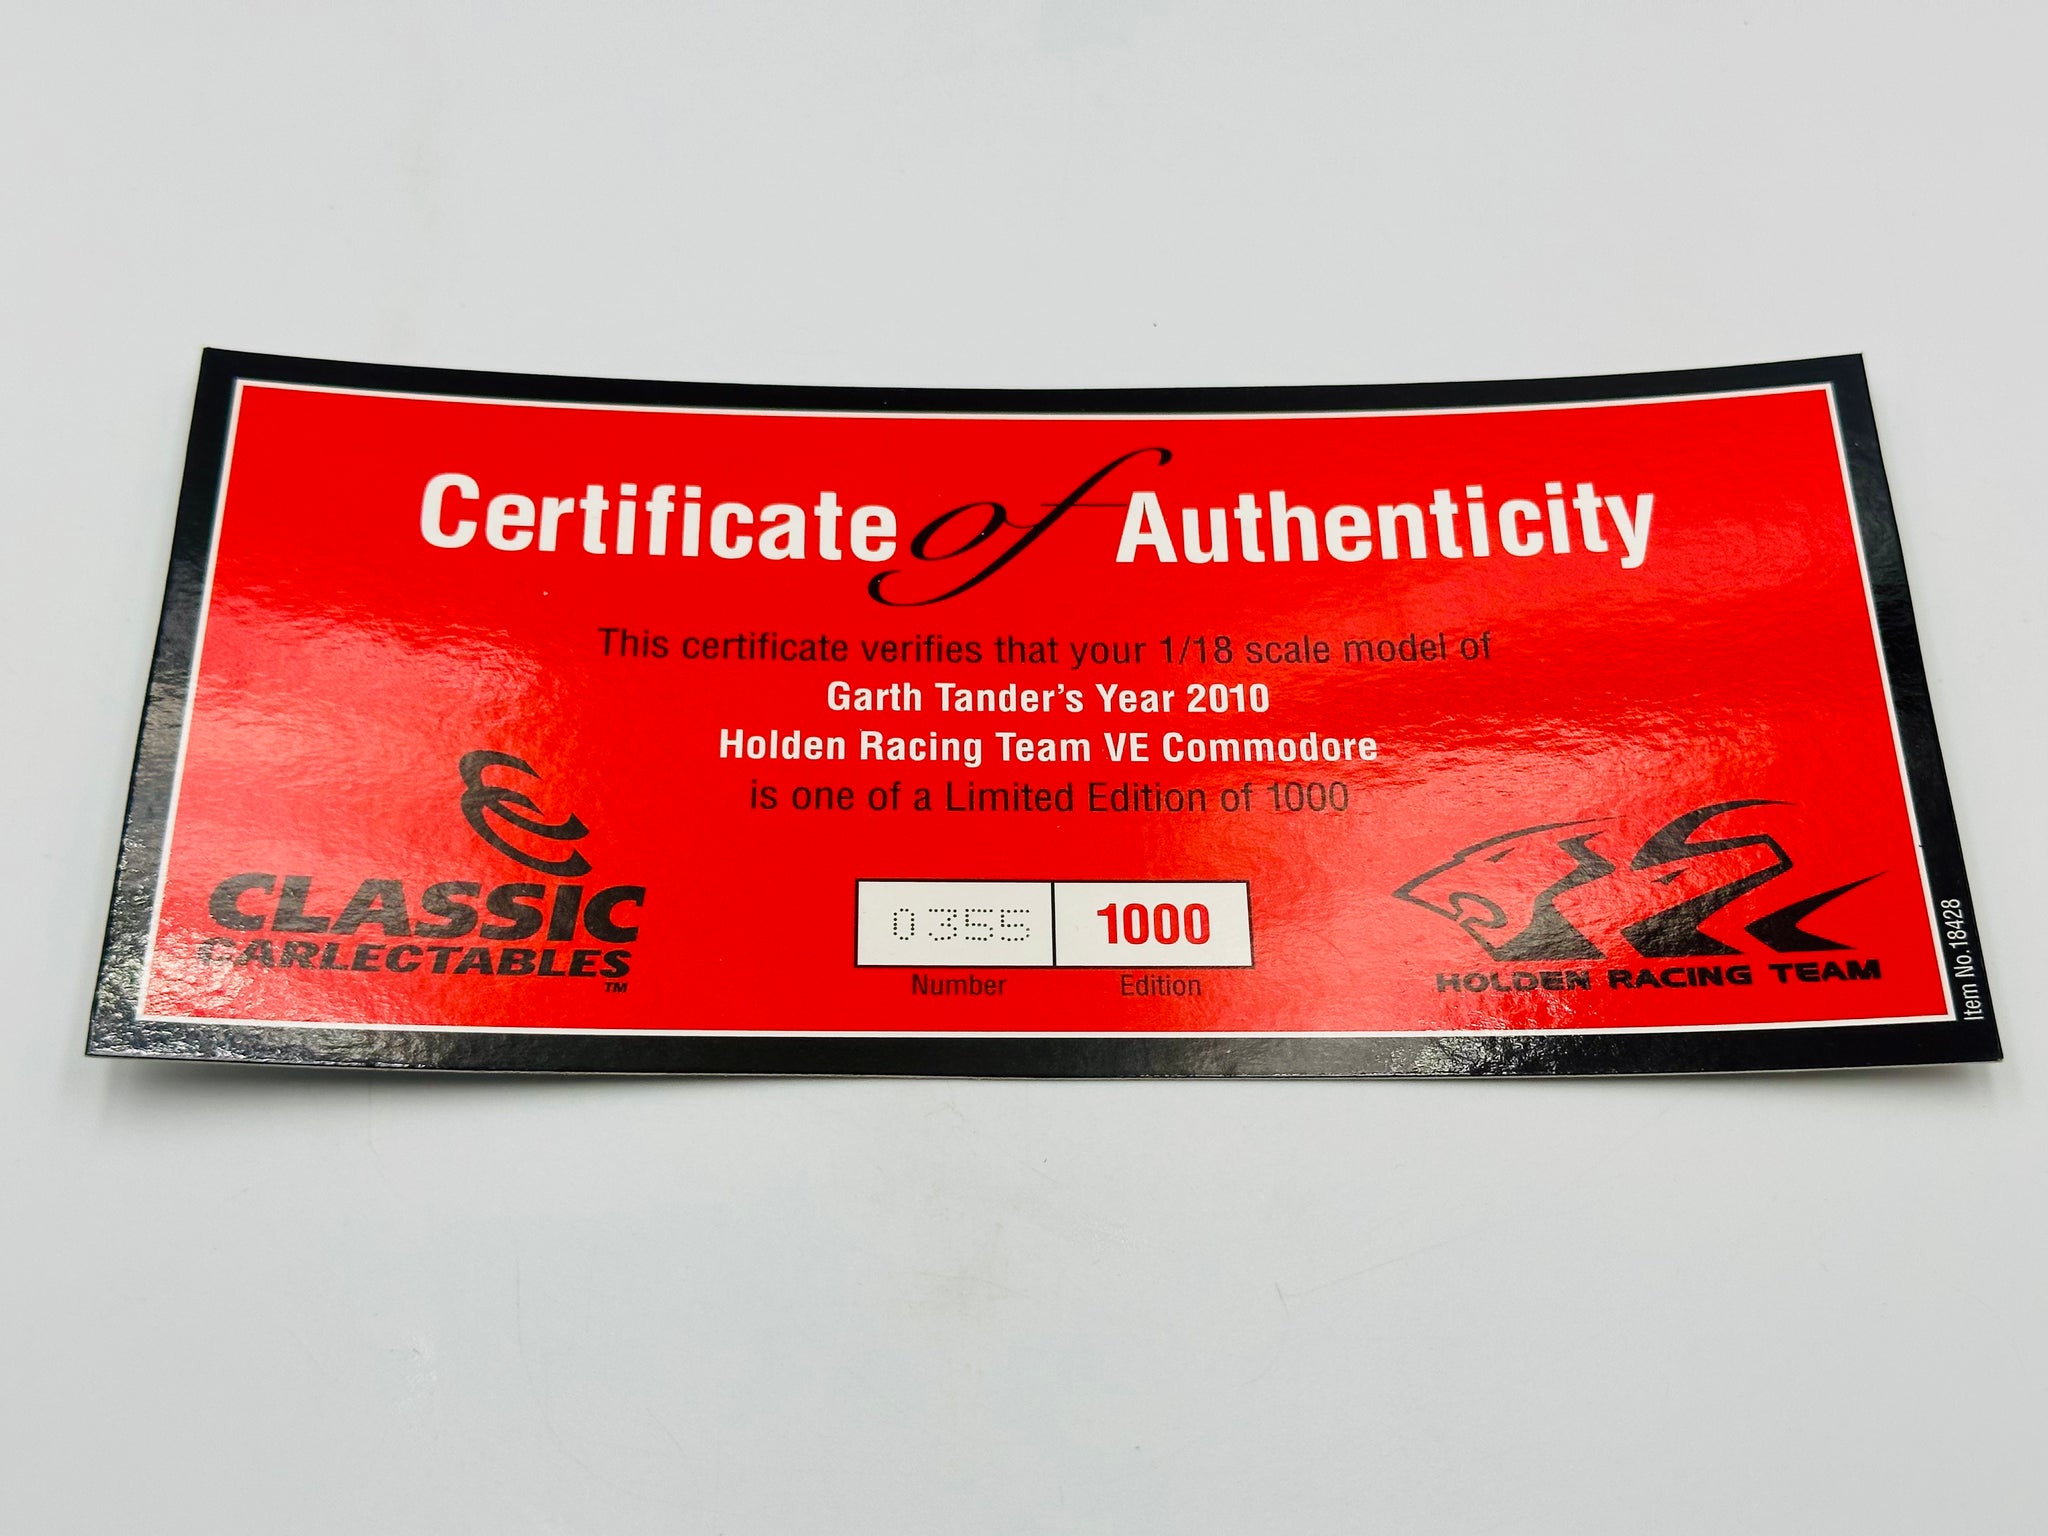 Certificate of Authenticity
This certificate verifies that your 1/18 scale model of
Garth Tander's Year 2010
Holden Racing Team VE Commodore
is one of a Limited Edition of 1000
CLASSIC
CARLECTABLES
TM
0355 1000
Number Edition
HOLDEN RACING TEAM
Item No.18428